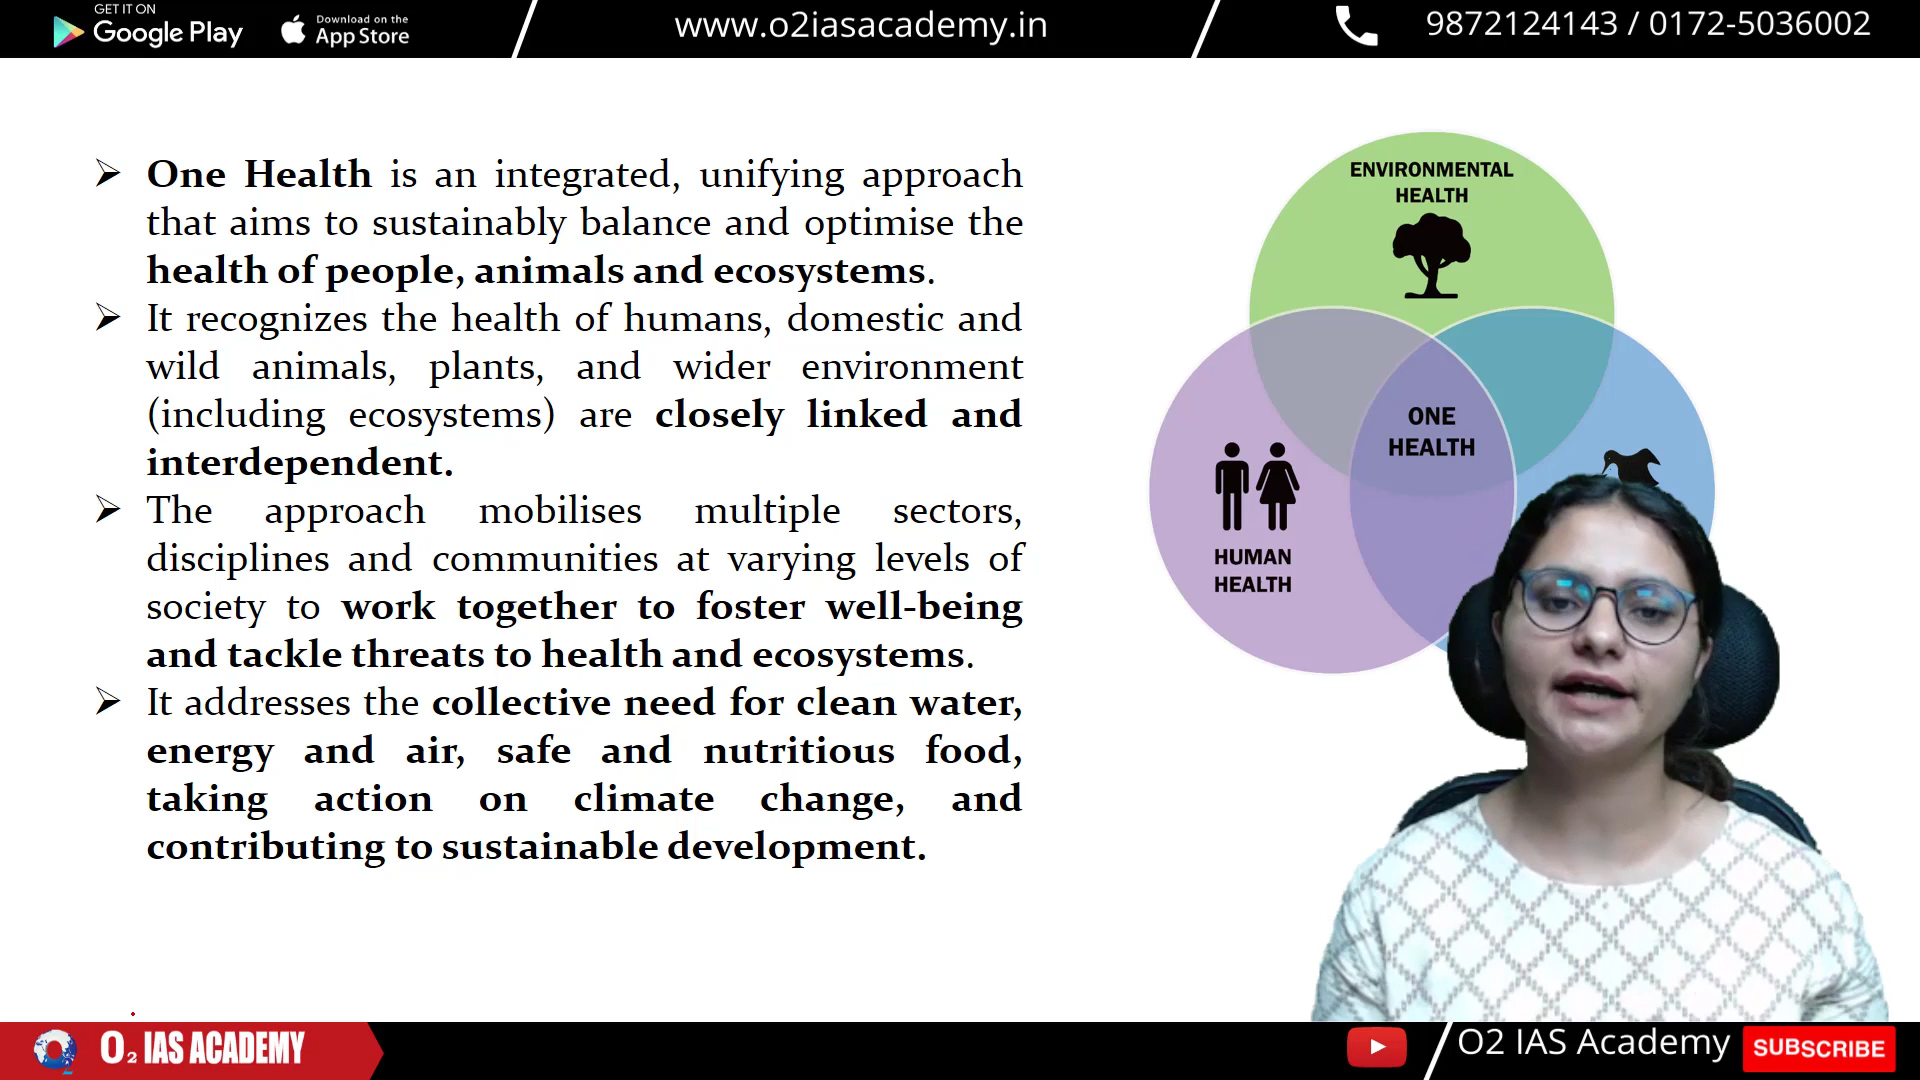 GET IT ON
Google Play
Download on the
App Store
www.o2iasacademy.in
9872124143 / 0172-5036002
➢ One Health is an integrated, unifying approach
that aims to sustainably balance and optimise the
health of people, animals and ecosystems.
➢ It recognizes the health of humans, domestic and
wild animals, plants, and wider environment
(including ecosystems) are closely linked and
interdependent.
➢ The approach mobilises multiple sectors,
disciplines and communities at varying levels of
society to work together to foster well-being
and tackle threats to health and ecosystems.
➢ It addresses the collective need for clean water,
energy and air, safe and nutritious food,
taking action on climate change, and
contributing to sustainable development.
ENVIRONMENTAL
HEALTH
ONE
HEALTH
HUMAN
HEALTH
O2 IAS ACADEMY
O2 IAS Academy
SUBSCRIBE